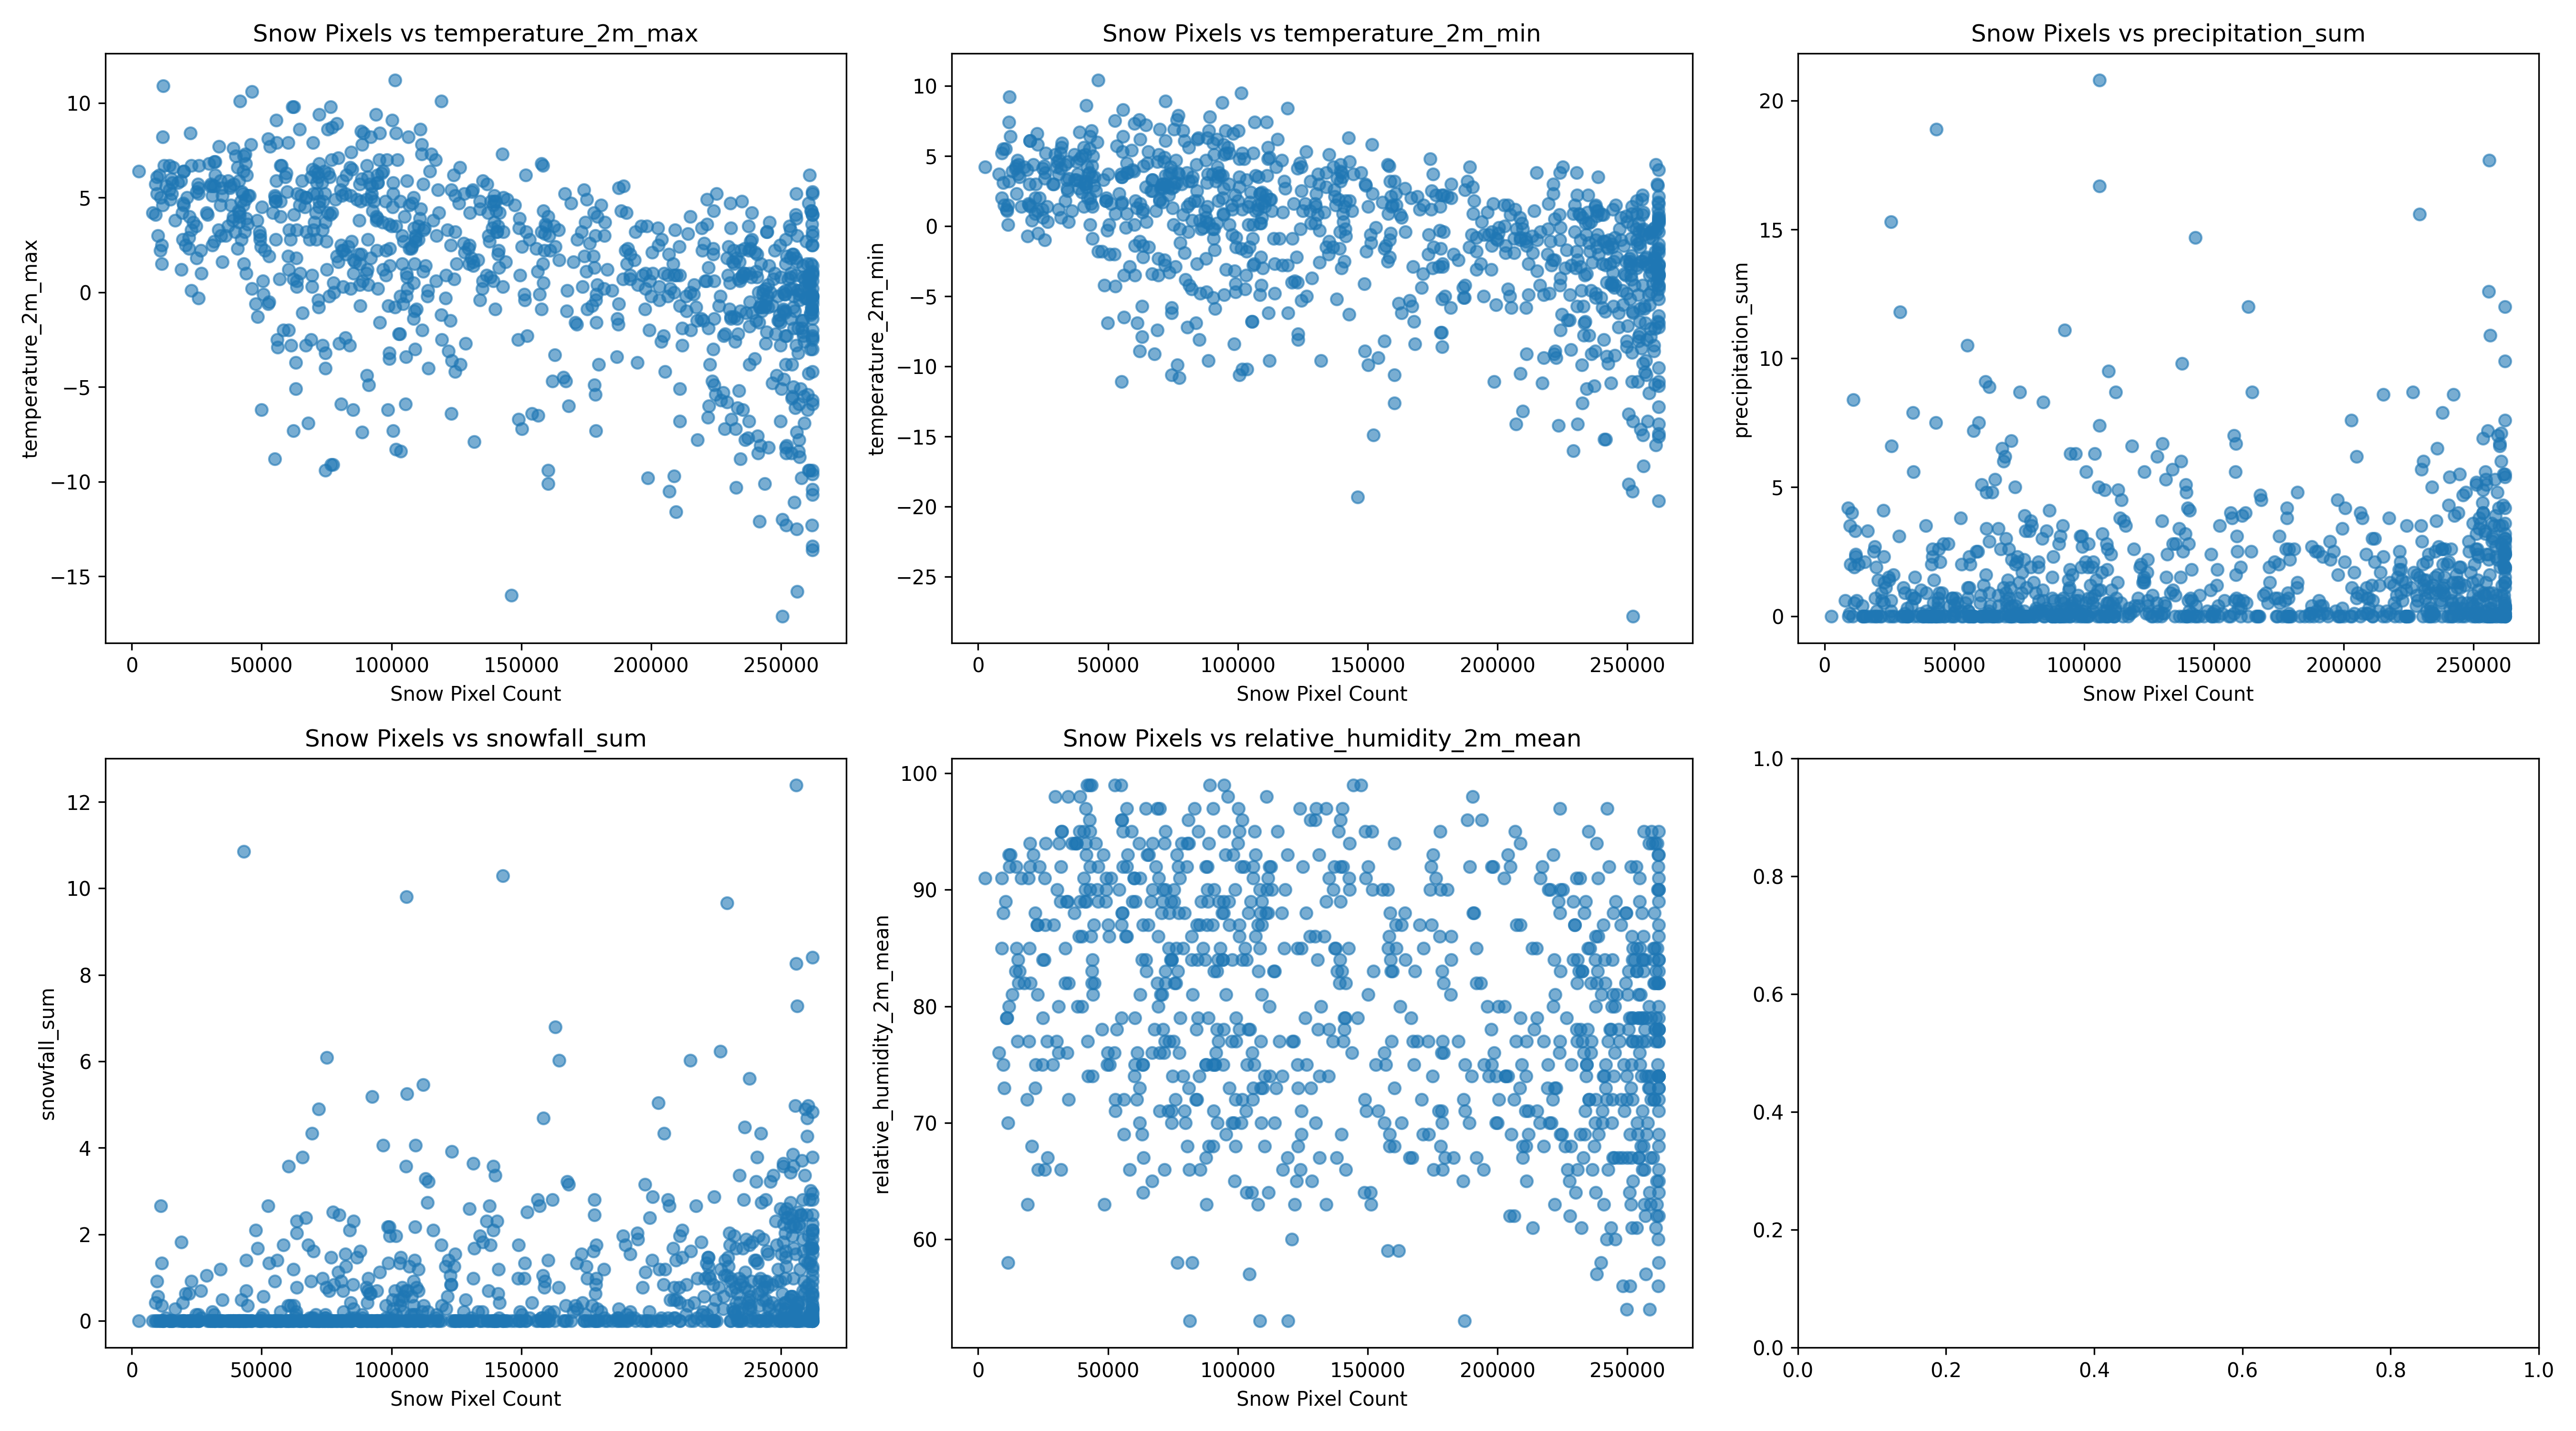 Snow Pixels vs temperature_2m_max
temperature_2m_max
10
5
0
−5
−10
−15
0 50000 100000 150000 200000 250000
Snow Pixel Count
Snow Pixels vs temperature_2m_min
temperature_2m_min
10
5
0
−5
−10
−15
−20
−25
0 50000 100000 150000 200000 250000
Snow Pixel Count
Snow Pixels vs precipitation_sum
precipitation_sum
20
15
10
5
0
0 50000 100000 150000 200000 250000
Snow Pixel Count
Snow Pixels vs snowfall_sum
snowfall_sum
12
10
8
6
4
2
0
0 50000 100000 150000 200000 250000
Snow Pixel Count
Snow Pixels vs relative_humidity_2m_mean
relative_humidity_2m_mean
100
90
80
70
60
0 50000 100000 150000 200000 250000
Snow Pixel Count
1.0
0.8
0.6
0.4
0.2
0.0
0.0 0.2 0.4 0.6 0.8 1.0